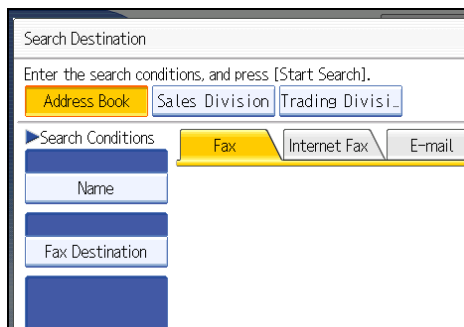 Search Destination
Enter the search conditions, and press [Start Search].
Address Book Sales Division Trading Divisi...
Search Conditions Fax Internet Fax E-mail
Name
Fax Destination